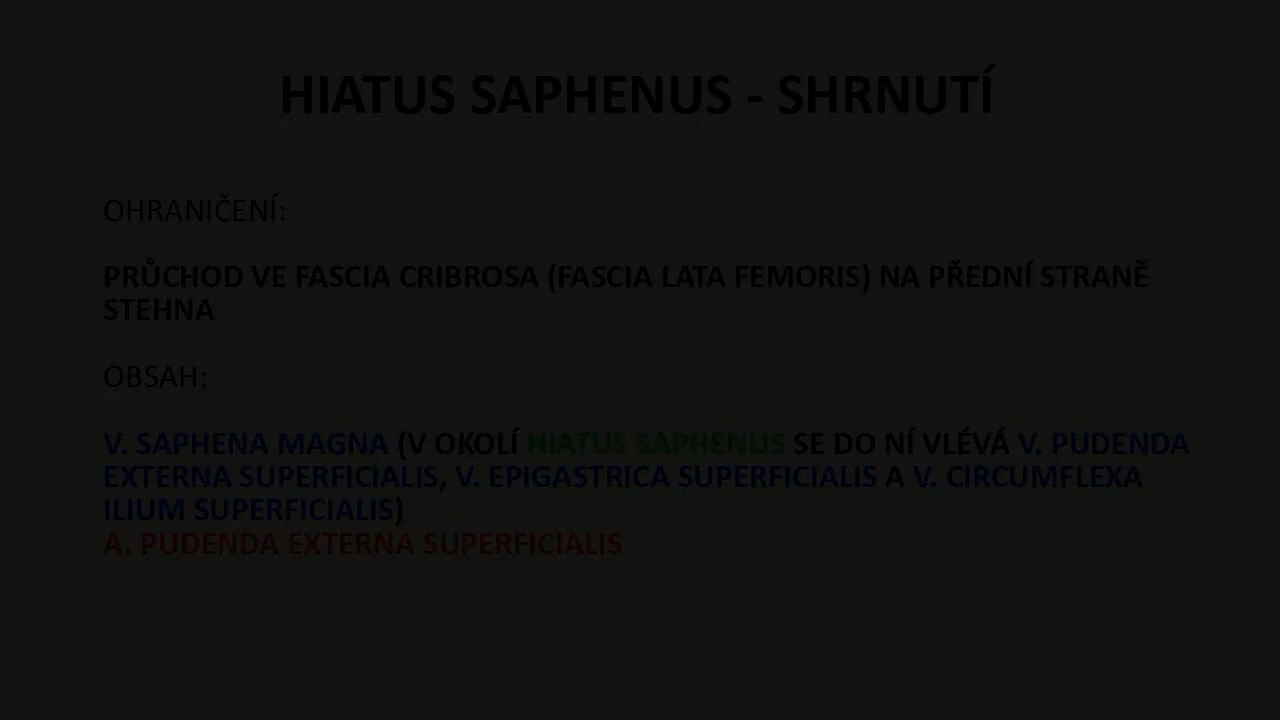 HIATUS SAPHENUS - SHRNUTÍ
OHRANIČENÍ:
PRŮCHOD VE FASCIA CRIBROSA (FASCIA LATA FEMORIS) NA PŘEDNÍ STRANĚ
STEHNA
OBSAH:
V. SAPHENA MAGNA (V OKOLÍ HIATUS SAPHENUS SE DO NÍ VLÉVÁ V. PUDENDA
EXTERNA SUPERFICIALIS, V. EPIGASTRICA SUPERFICIALIS A V. CIRCUMFLEXA
ILIUM SUPERFICIALIS)
A. PUDENDA EXTERNA SUPERFICIALIS